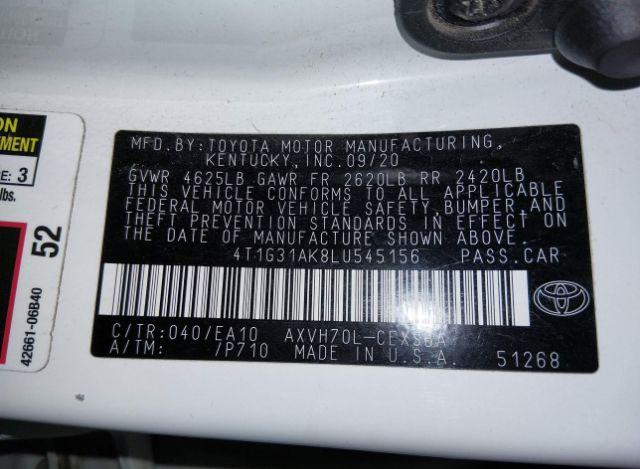 ON
EMENT
E: 3
lbs.
52
42661-06B40
MFD. BY: TOYOTA MOTOR MANUFACTURING,
KENTUCKY, INC. 09/20
GVWR 4625LB GAWR FR 2620LB RR 2420LB
THIS VEHICLE CONFORMS TO ALL APPLICABLE
FEDERAL MOTOR VEHICLE SAFETY, BUMPER AND
THEFT PREVENTION STANDARDS IN EFFECT ON
THE DATE OF MANUFACTURE SHOWN ABOVE.
4T1G31AK8LU545156 PASS.CAR
C/TR: 040/EA10 AXVH70L-CEXSBA
A/TM: /P710 MADE IN U.S.A. 51268